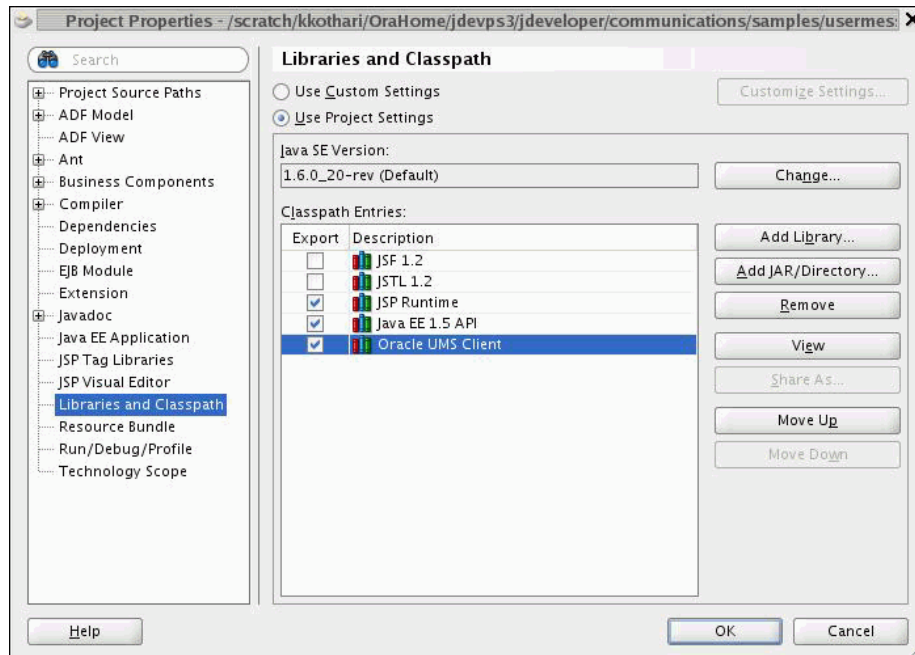 Project Properties - /scratch/kkothari/OraHome/jdevps3/jdeveloper/communications/samples/usermes
Search
Project Source Paths
ADF Model
ADF View
Ant
Business Components
Compiler
Dependencies
Deployment
EJB Module
Extension
Javadoc
Java EE Application
JSP Tag Libraries
JSP Visual Editor
Libraries and Classpath
Resource Bundle
Run/Debug/Profile
Technology Scope
Libraries and Classpath
Use Custom Settings
Customize Settings...
Use Project Settings
Java SE Version:
1.6.0_20-rev (Default)
Change...
Classpath Entries:
Export Description
JSF 1.2
JSTL 1.2
JSP Runtime
Java EE 1.5 API
Oracle UMS Client
Add Library...
Add JAR/Directory...
Remove
View
Share As...
Move Up
Move Down
Help
OK
Cancel